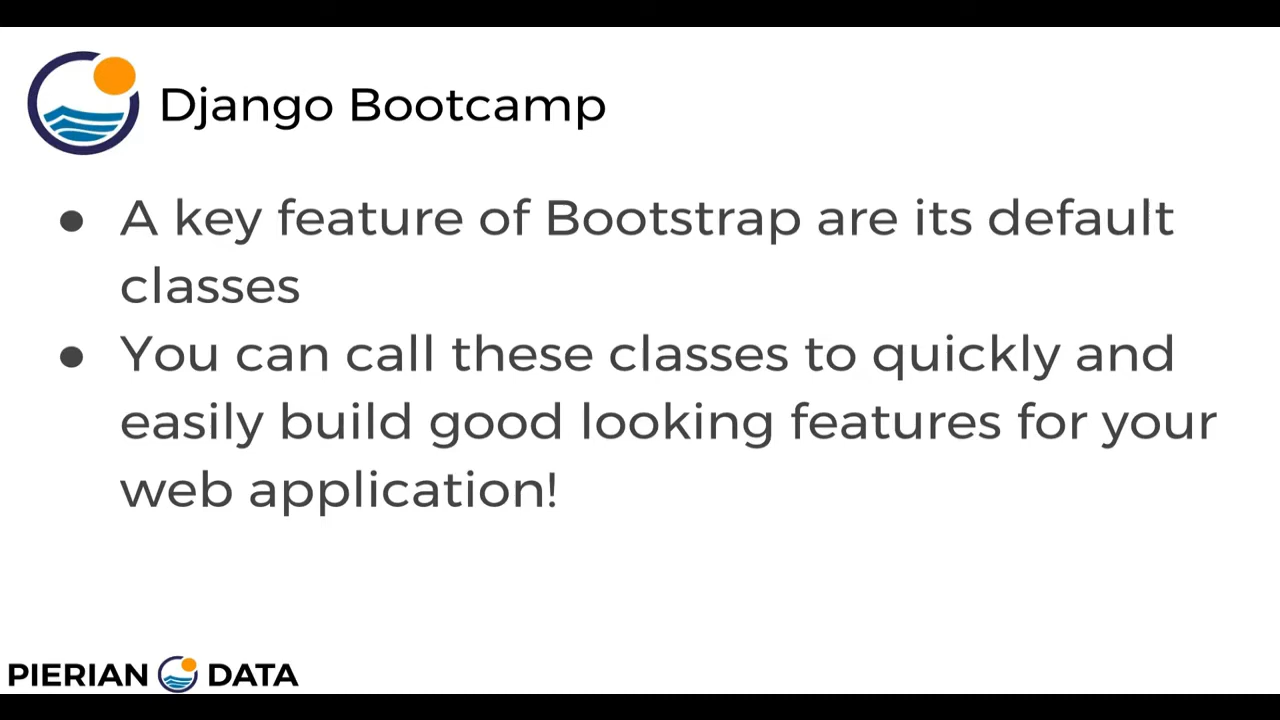 Django Bootcamp
● A key feature of Bootstrap are its default
classes
● You can call these classes to quickly and
easily build good looking features for your
web application!
PIERIAN DATA